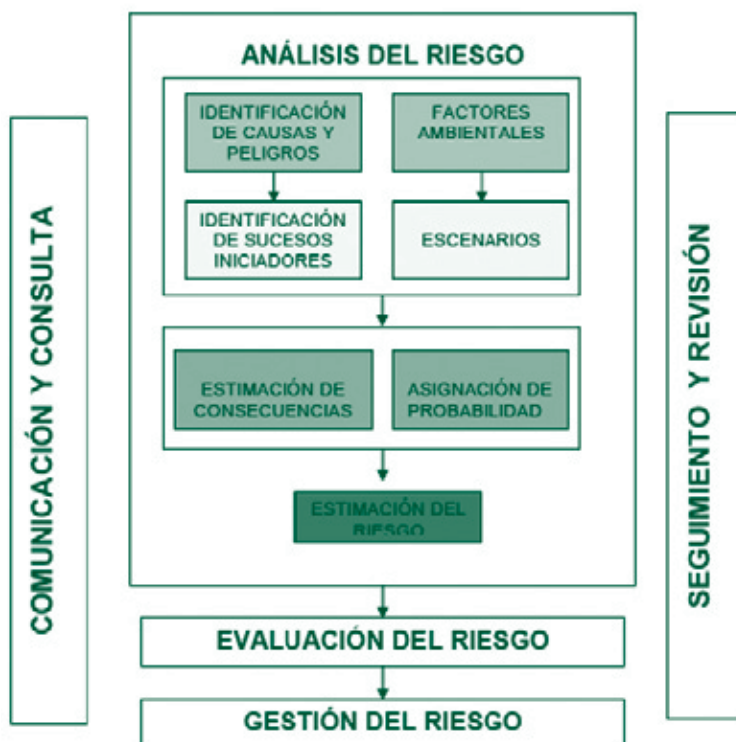 ANÁLISIS DEL RIESGO
IDENTIFICACIÓN
DE CAUSAS Y
PELIGROS
FACTORES
AMBIENTALES
IDENTIFICACIÓN
DE SUCESOS
INICIADORES
ESCENARIOS
ESTIMACIÓN DE
CONSECUENCIAS
ASIGNACIÓN DE
PROBABILIDAD
ESTIMACIÓN DEL
RIESGO
EVALUACIÓN DEL RIESGO
GESTIÓN DEL RIESGO
COMUNICACIÓN Y CONSULTA
SEGUIMIENTO Y REVISIÓN